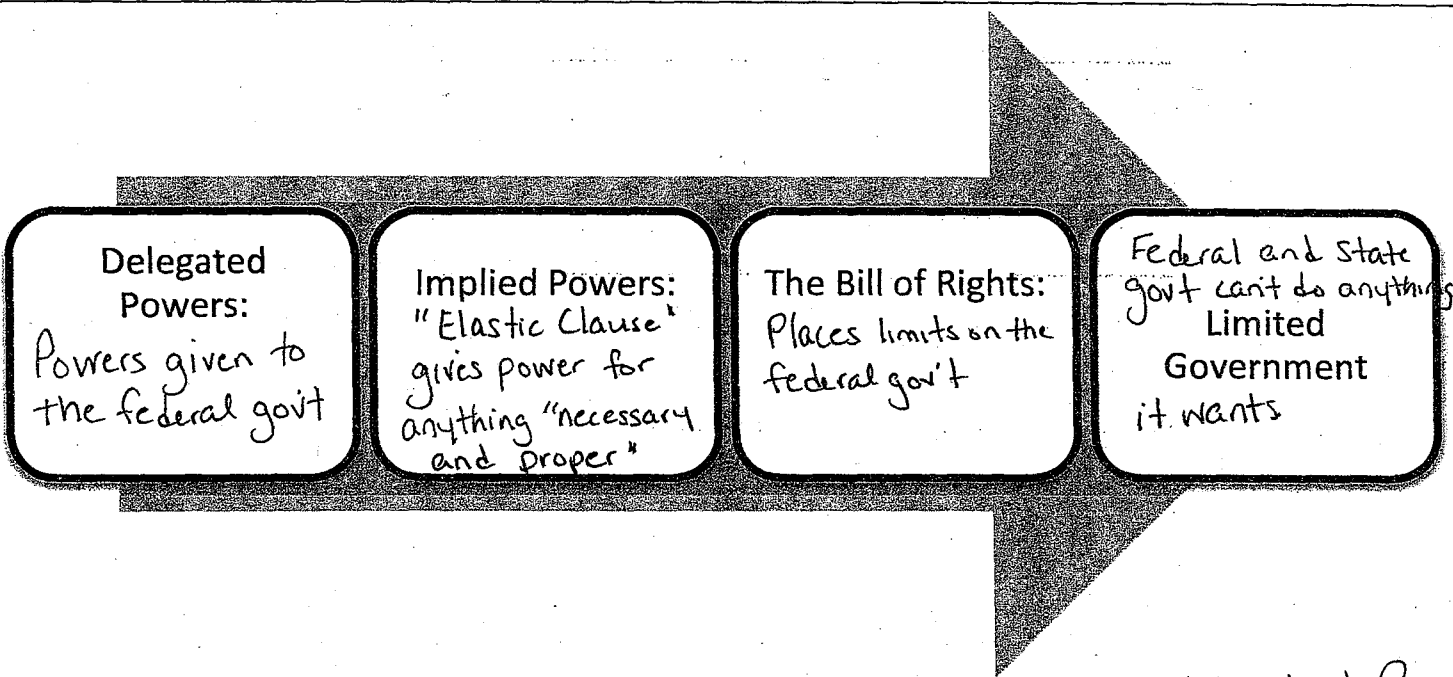 Delegated
Powers:
Powers given to
the federal gov't
Implied Powers:
"Elastic Clause"
gives power for
anything "necessary
and proper"
The Bill of Rights:
Places limits on the
federal gov't
Federal and State
gov't can't do anything
Limited
Government
it wants